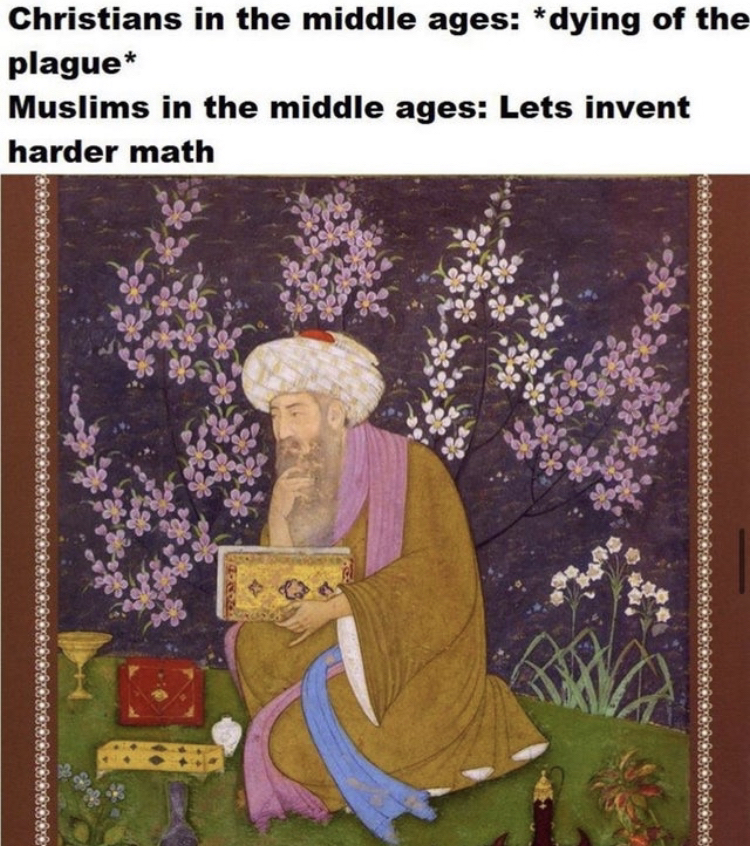 Christians in the middle ages: *dying of the
plague*
Muslims in the middle ages: Lets invent
harder math